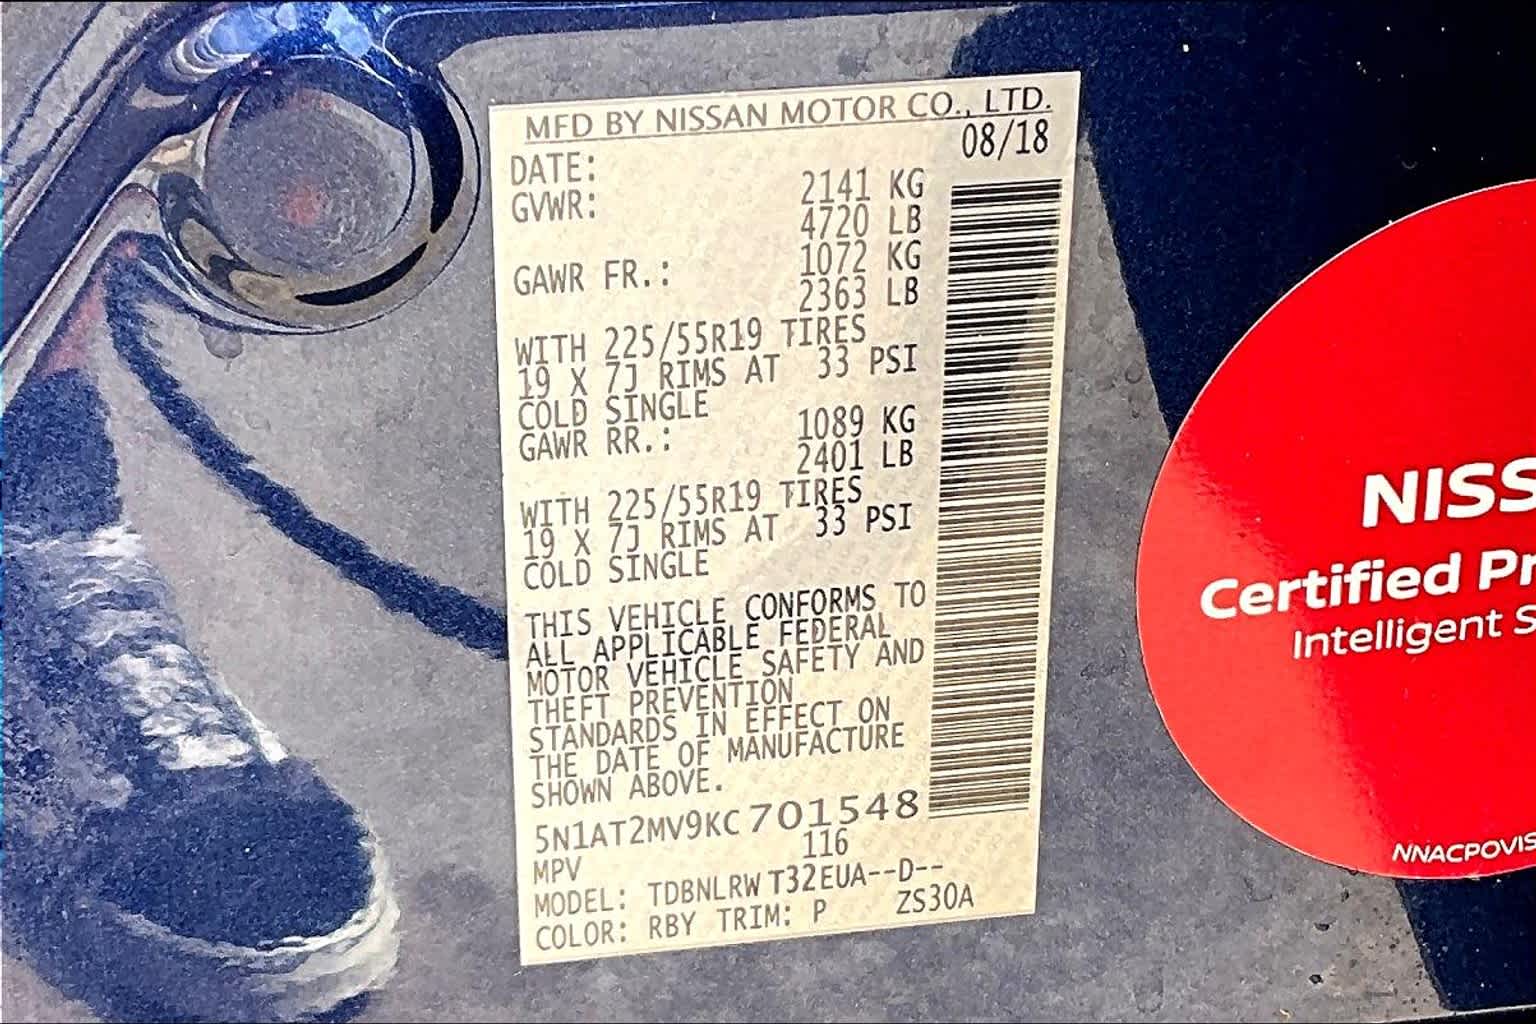 MFD BY NISSAN MOTOR CO., LTD.
DATE: 08/18
GVWR: 2141 KG
4720 LB
GAWR FR.: 1072 KG
2363 LB
WITH 225/55R19 TIRES
19 X 7J RIMS AT 33 PSI
COLD SINGLE
GAWR RR.: 1089 KG
2401 LB
WITH 225/55R19 TIRES
19 X 7J RIMS AT 33 PSI
COLD SINGLE
THIS VEHICLE CONFORMS TO
ALL APPLICABLE FEDERAL
MOTOR VEHICLE SAFETY AND
THEFT PREVENTION
STANDARDS IN EFFECT ON
THE DATE OF MANUFACTURE
SHOWN ABOVE.
5N1AT2MV9KC701548
MPV 116
MODEL: TDBNLRWT32EUA--D--
COLOR: RBY TRIM: P ZS30A
NISS
Certified Pr
Intelligent S
NNACPOVIS